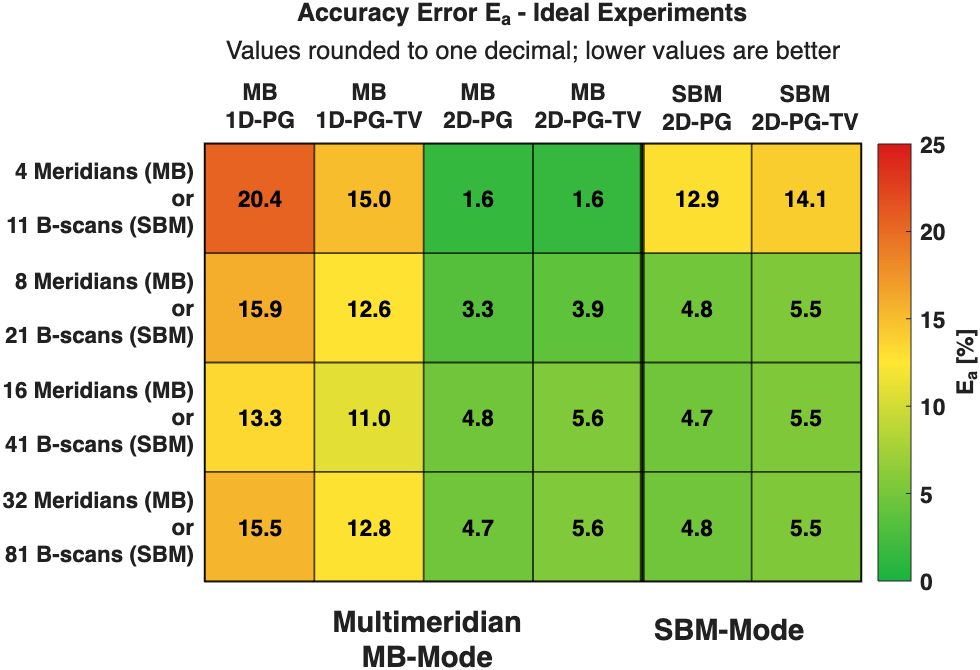 Accuracy Error Ea - Ideal Experiments
Values rounded to one decimal; lower values are better
MB 1D-PG
MB 1D-PG-TV
MB 2D-PG
MB 2D-PG-TV
SBM 2D-PG
SBM 2D-PG-TV
4 Meridians (MB)
or
11 B-scans (SBM)
20.4 15.0 1.6 1.6 12.9 14.1
8 Meridians (MB)
or
21 B-scans (SBM)
15.9 12.6 3.3 3.9 4.8 5.5
16 Meridians (MB)
or
41 B-scans (SBM)
13.3 11.0 4.8 5.6 4.7 5.5
32 Meridians (MB)
or
81 B-scans (SBM)
15.5 12.8 4.7 5.6 4.8 5.5
25
20
15
10
5
0
Ea [%]
Multimeridian
MB-Mode
SBM-Mode